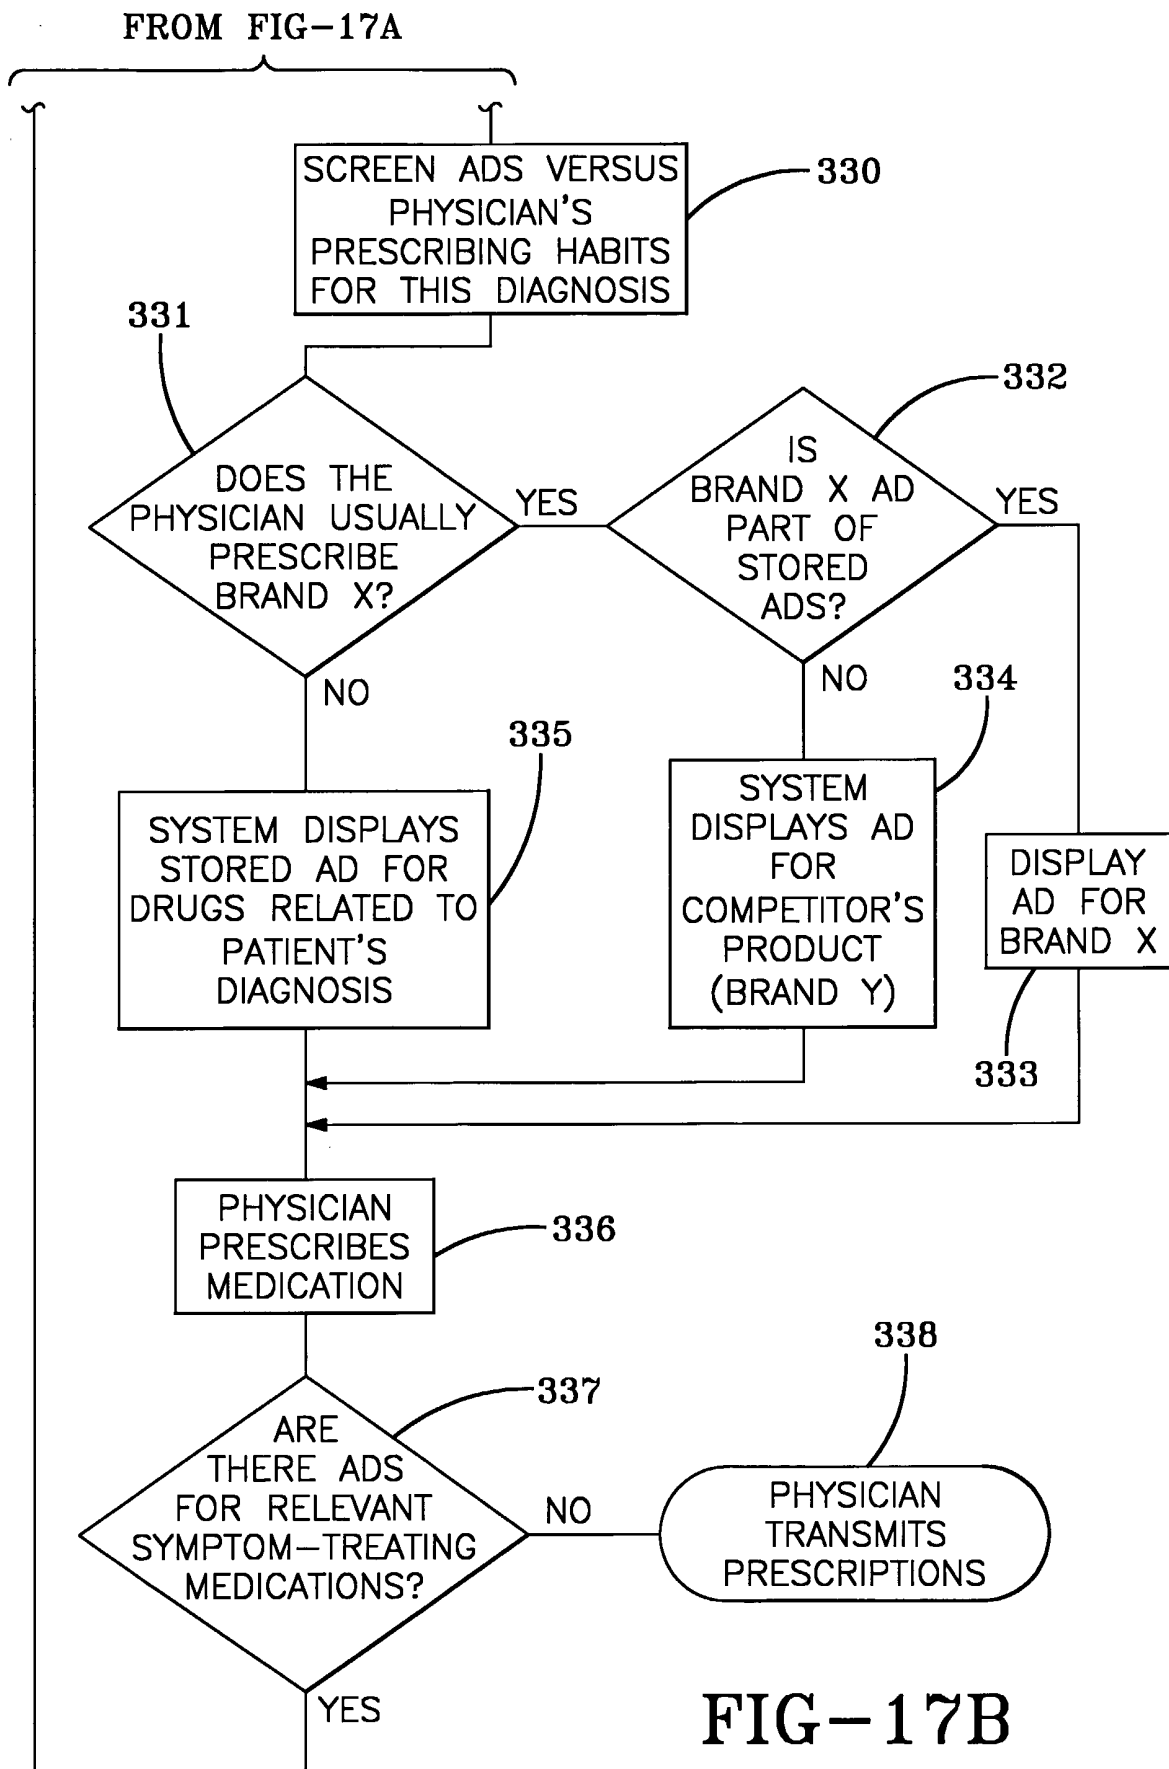 FROM FIG-17A
SCREEN ADS VERSUS
PHYSICIAN'S
PRESCRIBING HABITS
FOR THIS DIAGNOSIS
330
331
DOES THE
PHYSICIAN USUALLY
PRESCRIBE
BRAND X?
YES
NO
332
IS
BRAND X AD
PART OF
STORED
ADS?
YES
NO
335
SYSTEM DISPLAYS
STORED AD FOR
DRUGS RELATED TO
PATIENT'S
DIAGNOSIS
334
SYSTEM
DISPLAYS AD
FOR
COMPETITOR'S
PRODUCT
(BRAND Y)
DISPLAY
AD FOR
BRAND X
333
PHYSICIAN
PRESCRIBES
MEDICATION
336
337
ARE
THERE ADS
FOR RELEVANT
SYMPTOM-TREATING
MEDICATIONS?
NO
YES
338
PHYSICIAN
TRANSMITS
PRESCRIPTIONS
FIG-17B